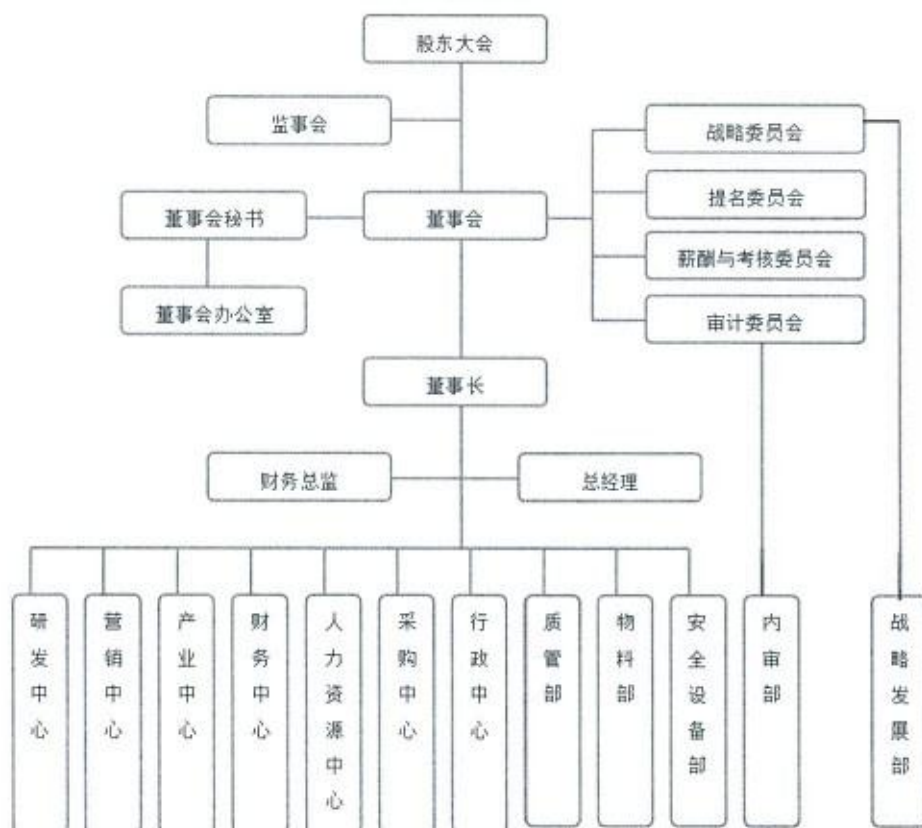 股东大会
监事会
战略委员会
提名委员会
董事会秘书
董事会
薪酬与考核委员会
董事会办公室
审计委员会
董事长
财务总监
总经理
研发中心
营销中心
产业中心
财务中心
人力资源中心
采购中心
行政中心
质管部
物料部
安全设备部
内审部
战略发展部